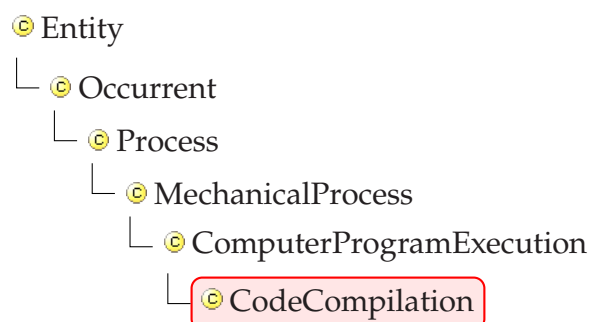 Entity
Occurrent
Process
MechanicalProcess
ComputerProgramExecution
CodeCompilation